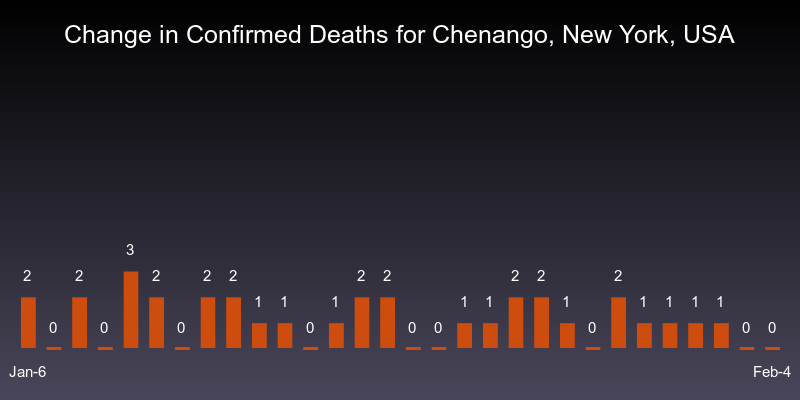 Change in Confirmed Deaths for Chenango, New York, USA
3
2 2 2 2 2 2 2 2 2 2
1 1 1 1 1 1 1 1 1 1
0 0 0 0 0 0 0 0 0
Jan-6 Feb-4